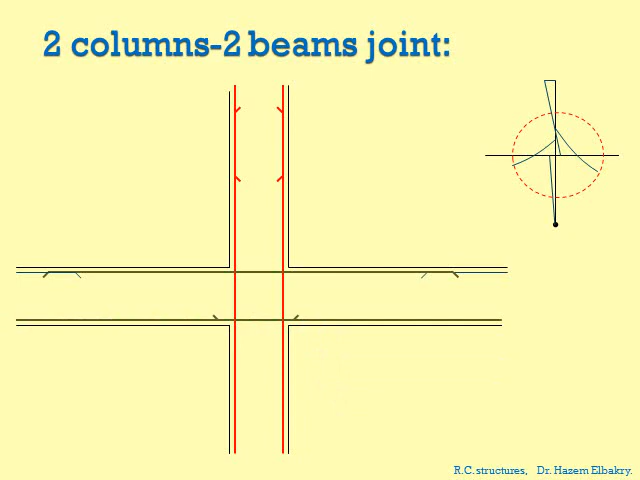 2 columns-2 beams joint:
R.C. structures, Dr. Hazem Elbakry.